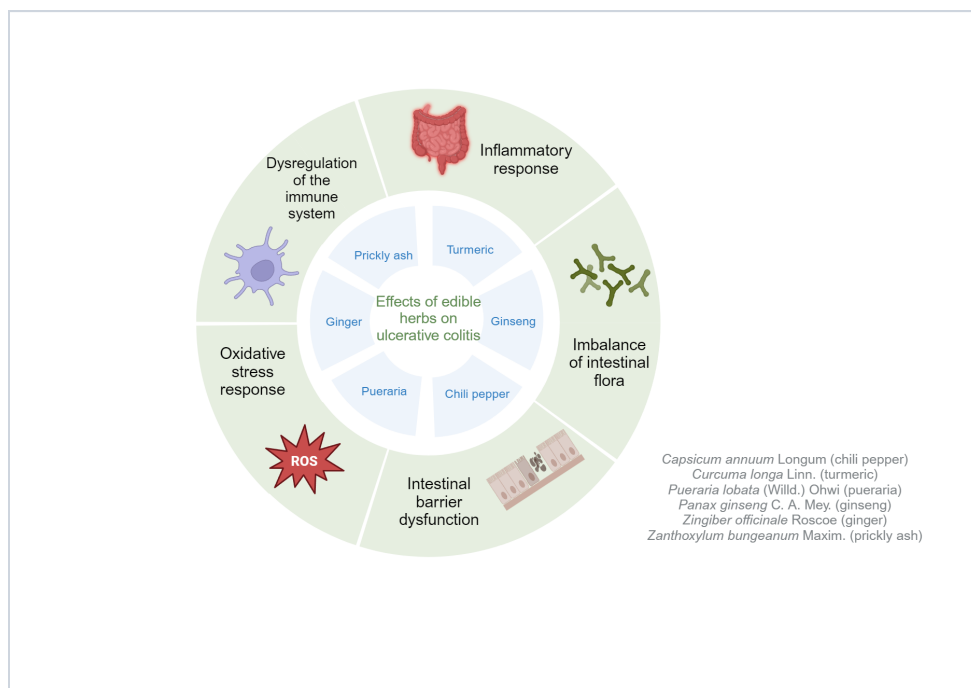 Inflammatory
response
Dysregulation
of the
immune
system
Prickly ash
Turmeric
Effects of edible
herbs on
ulcerative colitis
Ginger
Ginseng
Imbalance
of intestinal
flora
Oxidative
stress
response
Pueraria
Chili pepper
ROS
Intestinal
barrier
dysfunction
Capsicum annuum Longum (chili pepper)
Curcuma longa Linn. (turmeric)
Pueraria lobata (Willd.) Ohwi (pueraria)
Panax ginseng C. A. Mey. (ginseng)
Zingiber officinale Roscoe (ginger)
Zanthoxylum bungeanum Maxim. (prickly ash)